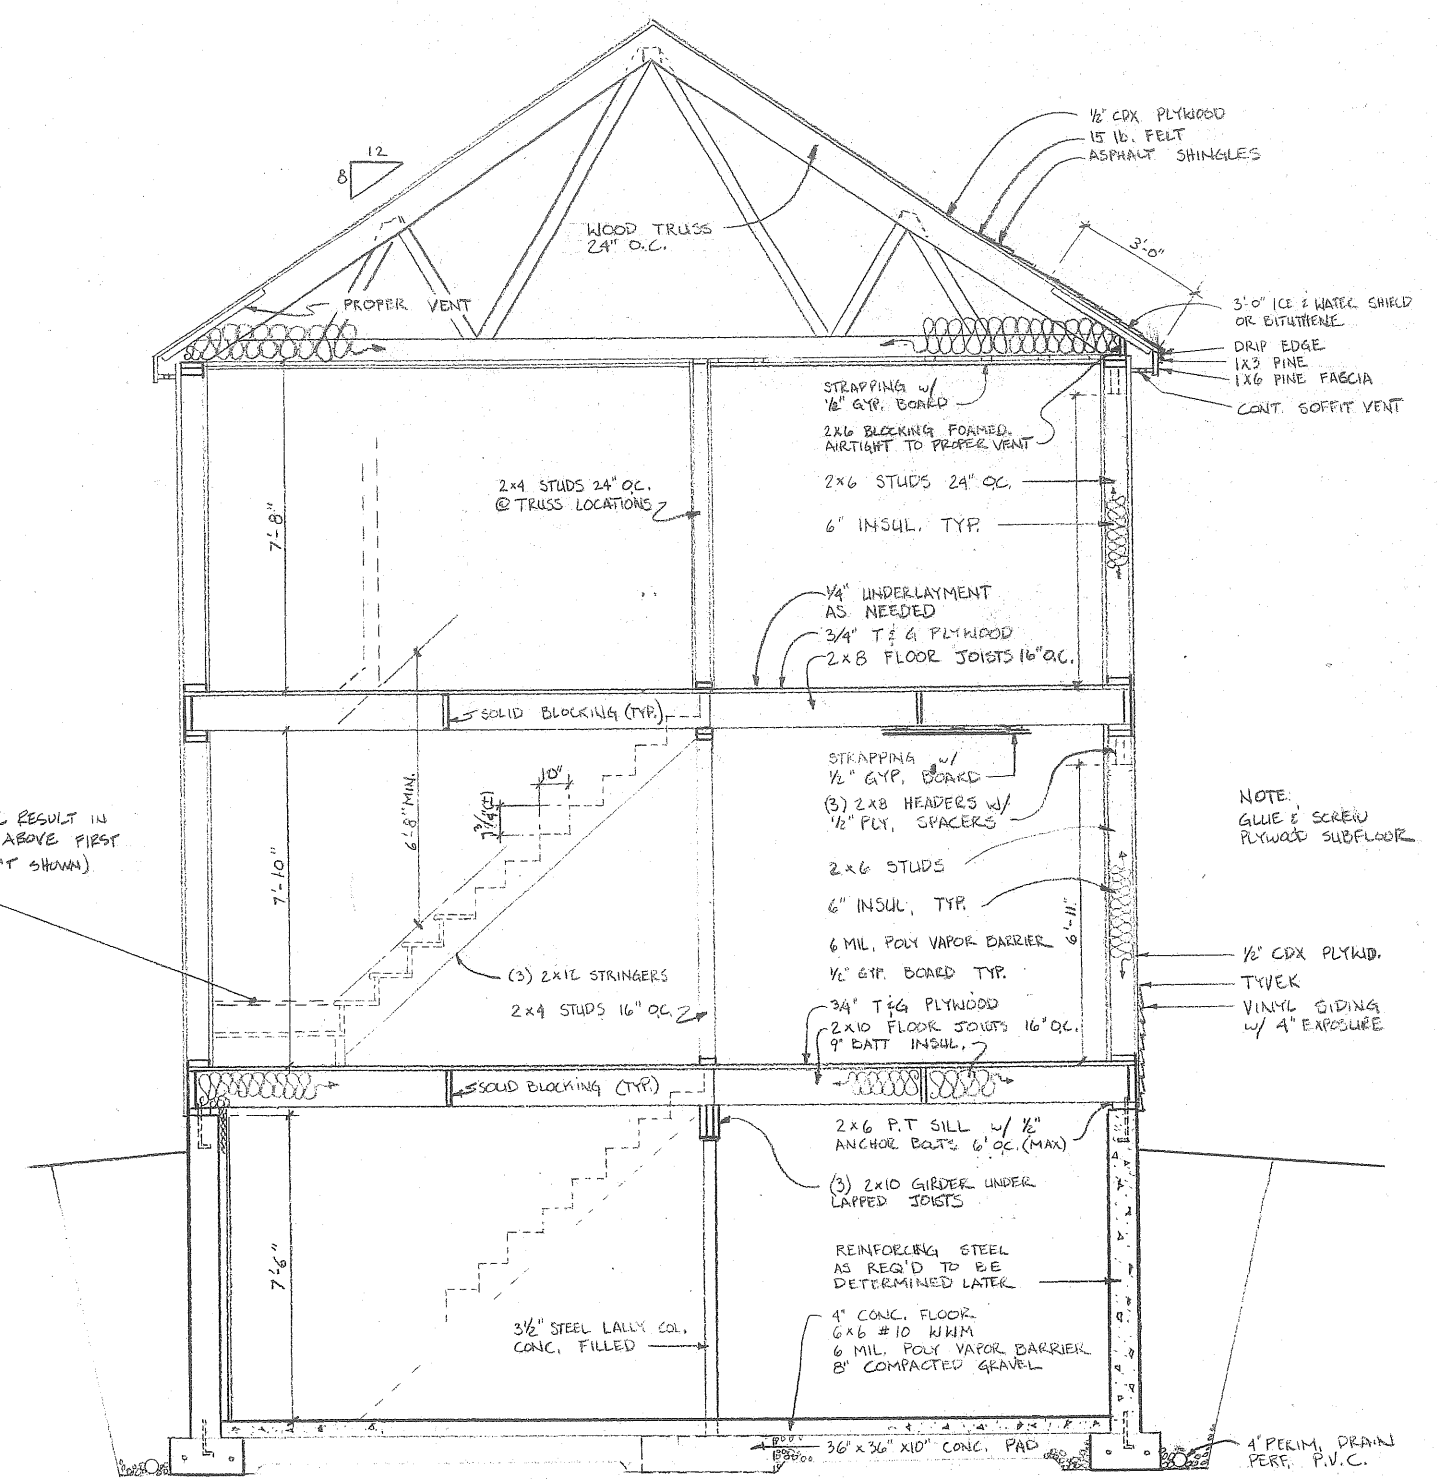 ½" CDX PLYWOOD
15 lb. FELT
ASPHALT SHINGLES
12
8
WOOD TRUSS
24" O.C.
3'-0"
PROPER VENT
3'-0" ICE & WATER SHIELD
OR BITUTHENE
DRIP EDGE
1X3 PINE
1X6 PINE FASCIA
CONT. SOFFIT VENT
STRAPPING w/
½" GYP. BOARD
2X6 BLOCKING FOAMED.
AIRTIGHT TO PROPER VENT
2x4 STUDS 24" O.C.
@ TRUSS LOCATIONS
2x6 STUDS 24" O.C.
6" INSUL. TYP.
7'-8"
¼" UNDERLAYMENT
AS NEEDED
3/4" T & G PLYWOOD
2x8 FLOOR JOISTS 16" O.C.
SOLID BLOCKING (TYP.)
STRAPPING w/
½" GYP. BOARD
(3) 2x8 HEADERS w/
½" PLY. SPACERS
10"
7 3/4"(±)
6'-8" MIN.
NOTE:
GLUE & SCREW
PLYWOOD SUBFLOOR
RESULT IN
ABOVE FIRST
SHOWN)
7'-10"
2x6 STUDS
6" INSUL, TYP.
6'-11"
6 MIL. POLY VAPOR BARRIER
½" GYP. BOARD TYP.
½" CDX PLYWD.
TYVEK
VINYL SIDING
w/ 4" EXPOSURE
(3) 2x12 STRINGERS
2x4 STUDS 16" O.C.
3/4" T&G PLYWOOD
2x10 FLOOR JOISTS 16" O.C.
9" BATT INSUL.
SOLID BLOCKING (TYP.)
2x6 P.T SILL w/ ½"
ANCHOR BOLTS 6' O.C. (MAX)
(3) 2x10 GIRDER UNDER
LAPPED JOISTS
7'-6"
REINFORCING STEEL
AS REQ'D TO BE
DETERMINED LATER
3½" STEEL LALLY COL.
CONC. FILLED
4" CONC. FLOOR
6x6 #10 WWM
6 MIL. POLY VAPOR BARRIER
8" COMPACTED GRAVEL
36" x 36" x10" CONC. PAD
4" PERIM. DRAIN
PERF. P.V.C.